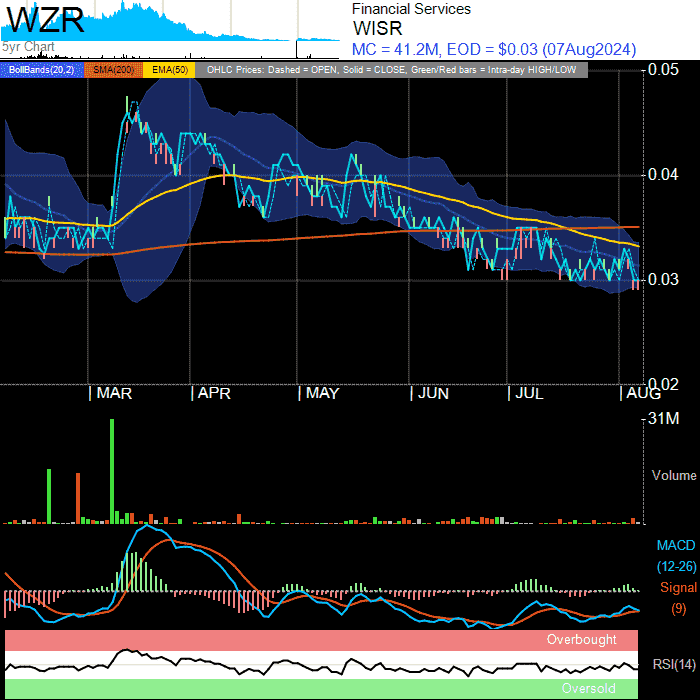 WZR
5yr Chart
Financial Services
WISR
MC = 41.2M, EOD = $0.03 (07Aug2024)
BollBands(20,2) SMA(200) EMA(50) OHLC Prices: Dashed = OPEN, Solid = CLOSE, Green/Red bars = Intra-day HIGH/LOW
0.05
0.04
0.03
0.02
| MAR | APR | MAY | JUN | JUL | AUG
31M
Volume
MACD
(12-26)
Signal
(9)
Overbought
RSI(14)
Oversold